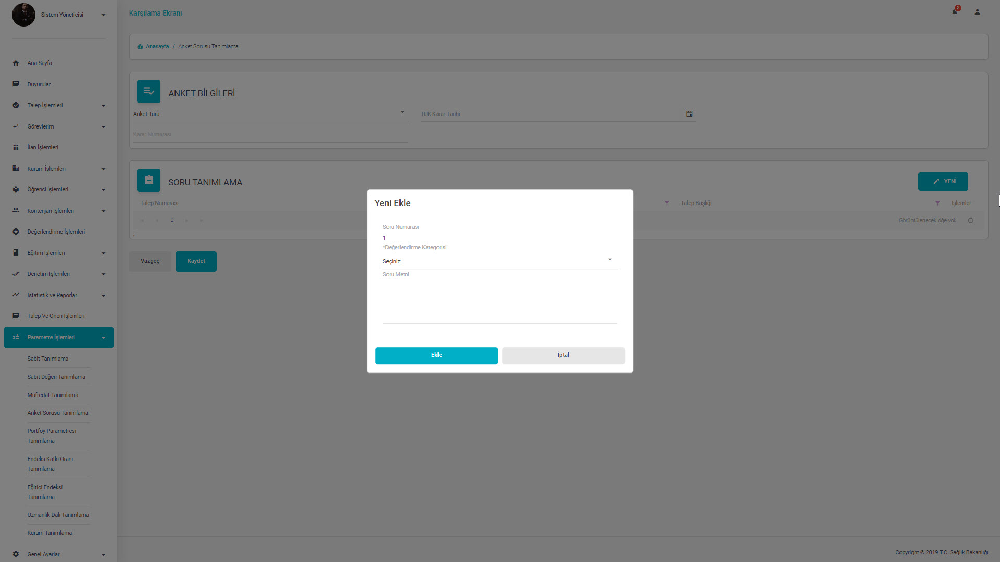 Sistem Yöneticisi
Karşılama Ekranı
0
Anasayfa / Anket Sorusu Tanımlama
Ana Sayfa
Duyurular
Talep İşlemleri
Görevlerim
İlan İşlemleri
Kurum İşlemleri
Öğrenci İşlemleri
Kontenjan İşlemleri
Değerlendirme İşlemleri
Eğitim İşlemleri
Denetim İşlemleri
İstatistik ve Raporlar
Talep Ve Öneri İşlemleri
Parametre İşlemleri
Sabit Tanımlama
Sabit Değeri Tanımlama
Müfredat Tanımlama
Anket Sorusu Tanımlama
Portföy Parametresi
Tanımlama
Endeks Katkı Oranı
Tanımlama
Eğitici Endeksi
Tanımlama
Uzmanlık Dalı Tanımlama
Kurum Tanımlama
Genel Ayarlar
ANKET BİLGİLERİ
Anket Türü
TUK Karar Tarihi
Karar Numarası
SORU TANIMLAMA
YENİ
Talep Numarası
Talep Başlığı
İşlemler
0
Görüntülenecek öğe yok
;
Vazgeç
Kaydet
Yeni Ekle
Soru Numarası
1
*Değerlendirme Kategorisi
Seçiniz
Soru Metni
Ekle
İptal
Copyright © 2019 T.C. Sağlık Bakanlığı